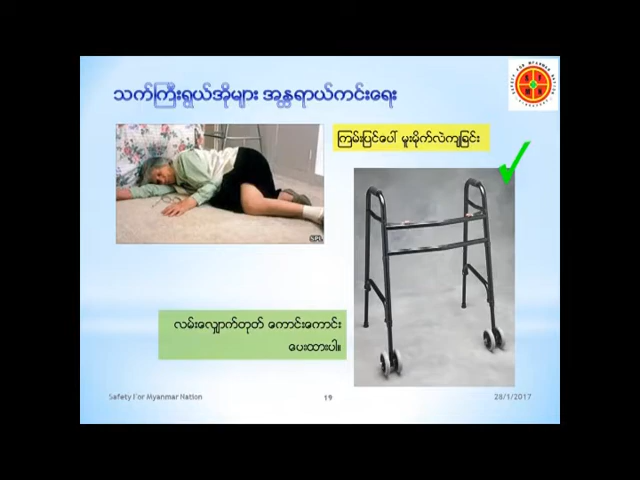 သက်ကြီးရွယ်အိုများ အန္တရာယ်ကင်းရေး
ကြမ်းပြင်ပေါ် မူးမိုက်လဲကျခြင်း
SPL
လမ်းလျှောက်တုတ် ကောင်းကောင်း
ပေးထားပါ။
Safety For Myanmar Nation
19
28/1/2017